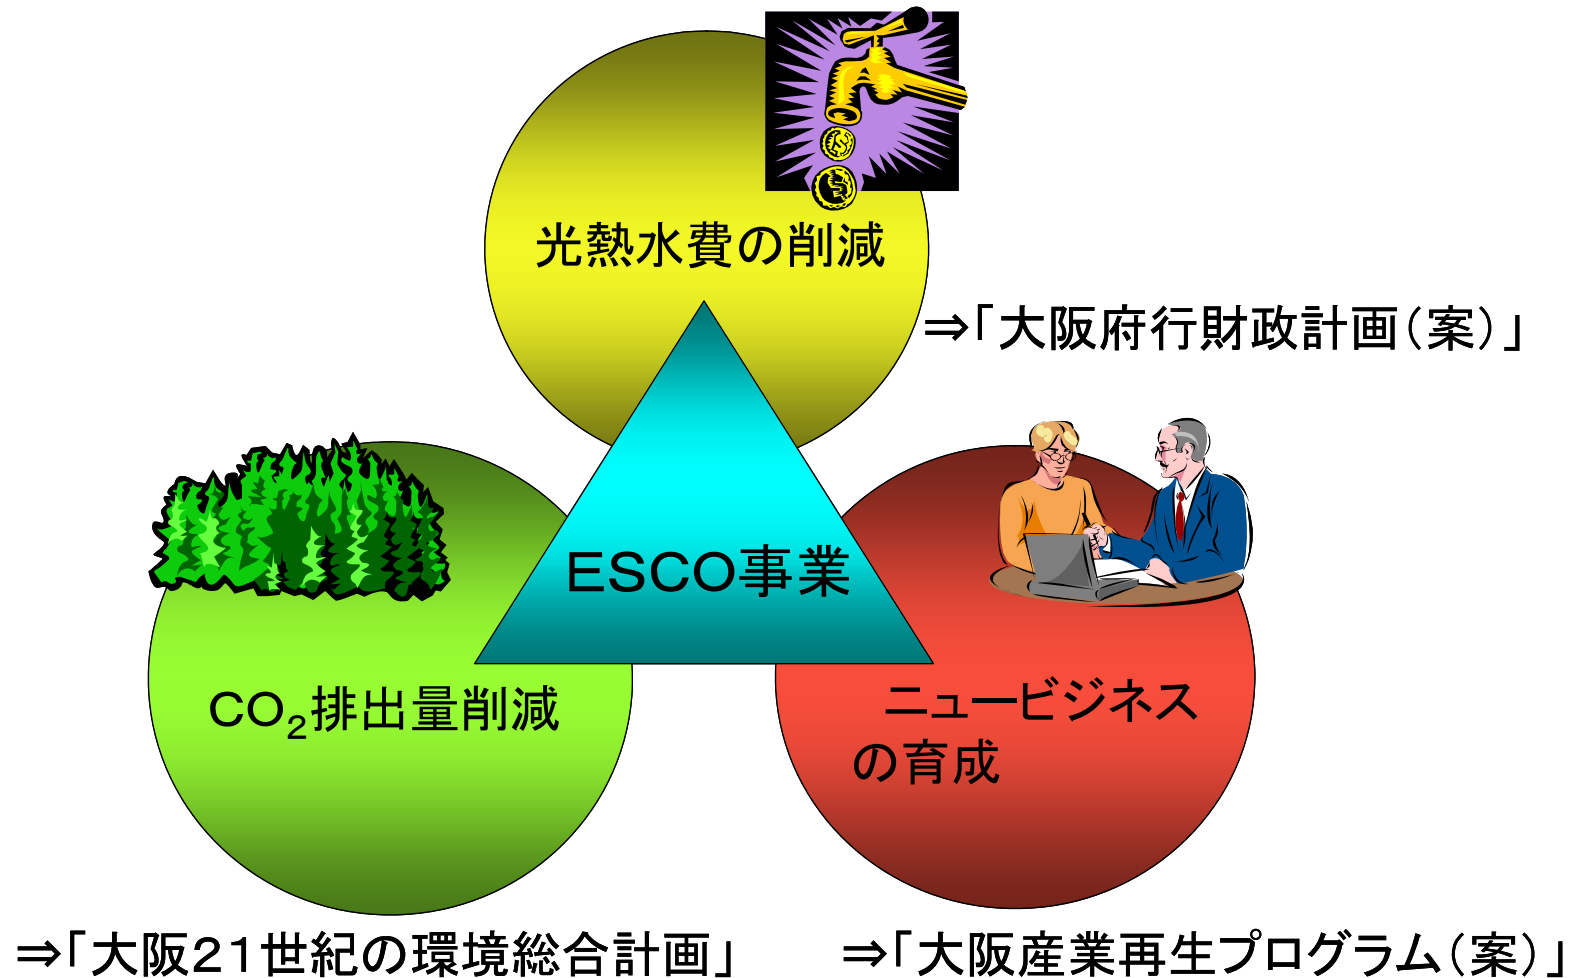 光熱水費の削減
⇒「大阪府行財政計画（案）」
ESCO事業
CO₂排出量削減
ニュービジネス
の育成
⇒「大阪２１世紀の環境総合計画」
⇒「大阪産業再生プログラム（案）」